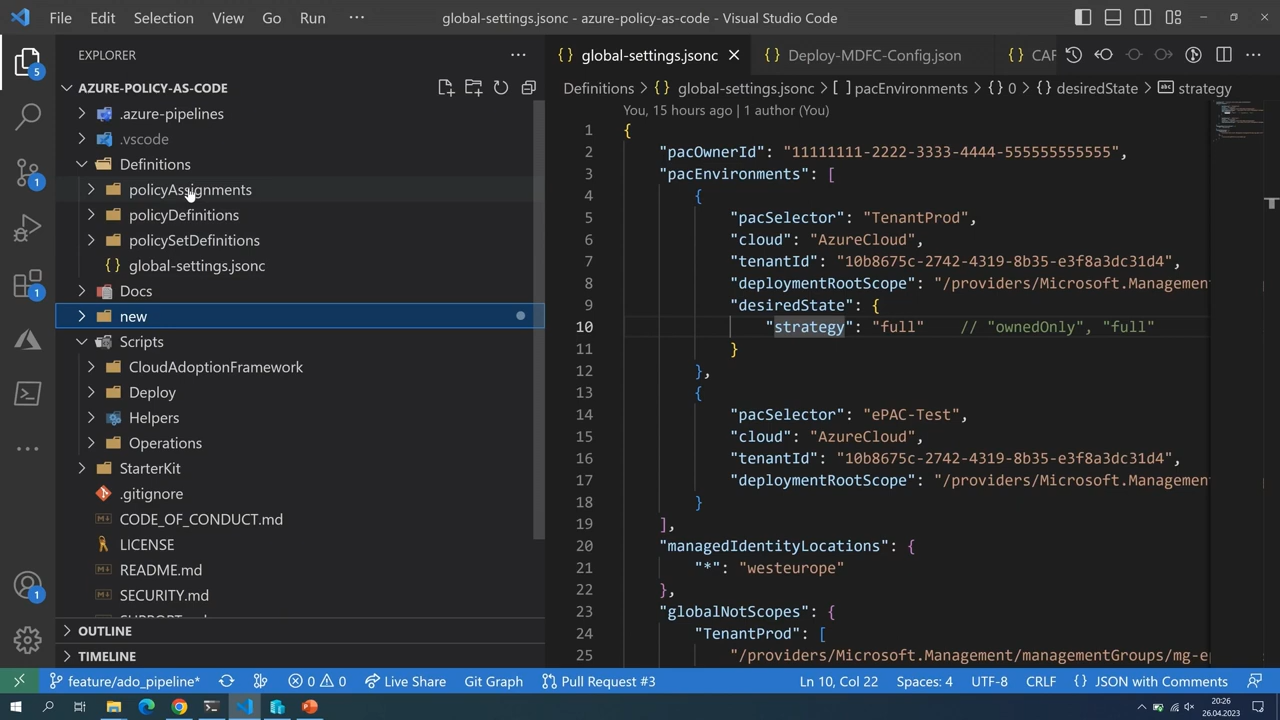 File Edit Selection View Go Run ···
global-settings.jsonc - azure-policy-as-code - Visual Studio Code
EXPLORER
AZURE-POLICY-AS-CODE
.azure-pipelines
.vscode
Definitions
policyAssignments
policyDefinitions
policySetDefinitions
{} global-settings.jsonc
Docs
new
Scripts
CloudAdoptionFramework
Deploy
Helpers
Operations
StarterKit
.gitignore
CODE_OF_CONDUCT.md
LICENSE
README.md
SECURITY.md
OUTLINE
TIMELINE
5
1
1
1
{} global-settings.jsonc
{} Deploy-MDFC-Config.json
{} CAF
Definitions > {} global-settings.jsonc > [ ] pacEnvironments > {} 0 > {} desiredState > strategy
You, 15 hours ago | 1 author (You)
1 {
2 "pacOwnerId": "11111111-2222-3333-4444-555555555555",
3 "pacEnvironments": [
4 {
5 "pacSelector": "TenantProd",
6 "cloud": "AzureCloud",
7 "tenantId": "10b8675c-2742-4319-8b35-e3f8a3dc31d4",
8 "deploymentRootScope": "/providers/Microsoft.Management
9 "desiredState": {
10 "strategy": "full" // "ownedOnly", "full"
11 }
12 },
13 {
14 "pacSelector": "ePAC-Test",
15 "cloud": "AzureCloud",
16 "tenantId": "10b8675c-2742-4319-8b35-e3f8a3dc31d4",
17 "deploymentRootScope": "/providers/Microsoft.Management
18 }
19 ],
20 "managedIdentityLocations": {
21 "*": "westeurope"
22 },
23 "globalNotScopes": {
24 "TenantProd": [
25 "/providers/Microsoft.Management/managementGroups/mg-e
feature/ado_pipeline* 0 0 Live Share Git Graph Pull Request #3 Ln 10, Col 22 Spaces: 4 UTF-8 CRLF {} JSON with Comments
20:26
26.04.2023